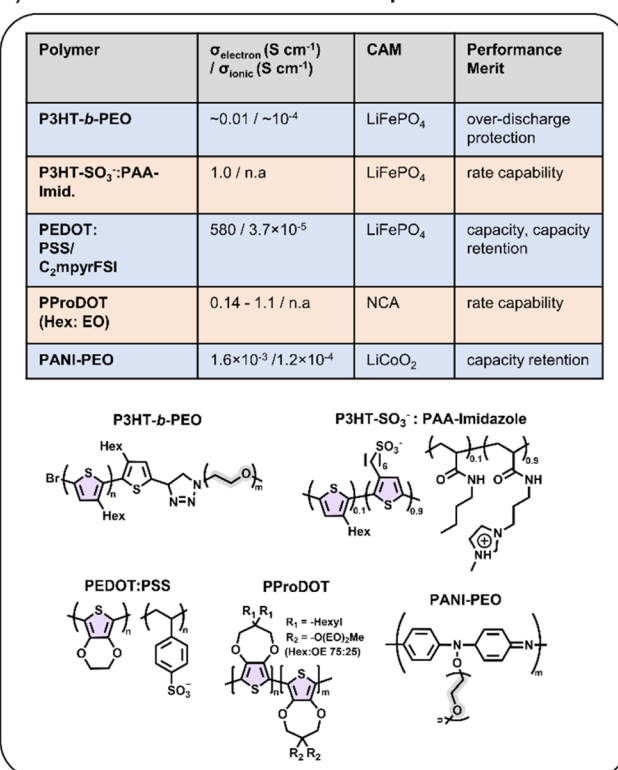 Polymer
σelectron (S cm-1)
/ σionic (S cm-1)
CAM
Performance
Merit
P3HT-b-PEO
~0.01 / ~10-4
LiFePO4
over-discharge
protection
P3HT-SO3-:PAA-
Imid.
1.0 / n.a
LiFePO4
rate capability
PEDOT:
PSS/
C2mpyrFSI
580 / 3.7×10-5
LiFePO4
capacity, capacity
retention
PProDOT
(Hex: EO)
0.14 - 1.1 / n.a
NCA
rate capability
PANI-PEO
1.6×10-3 /1.2×10-4
LiCoO2
capacity retention
P3HT-b-PEO
Hex
Br
S
n
S
Hex
N
N=N
O
m
P3HT-SO3- : PAA-Imidazole
SO3-
6
S
0.1
S
0.9
Hex
0.1
0.9
O
NH
O
NH
N
+
NH
PEDOT:PSS
S
n
O
O
n
SO3-
PProDOT
R1
R1
R1 = -Hexyl
R2 = -O(EO)2Me
(Hex:OE 75:25)
O
O
S
n
S
m
O
O
R2
R2
PANI-PEO
N
N
m
O
O
n